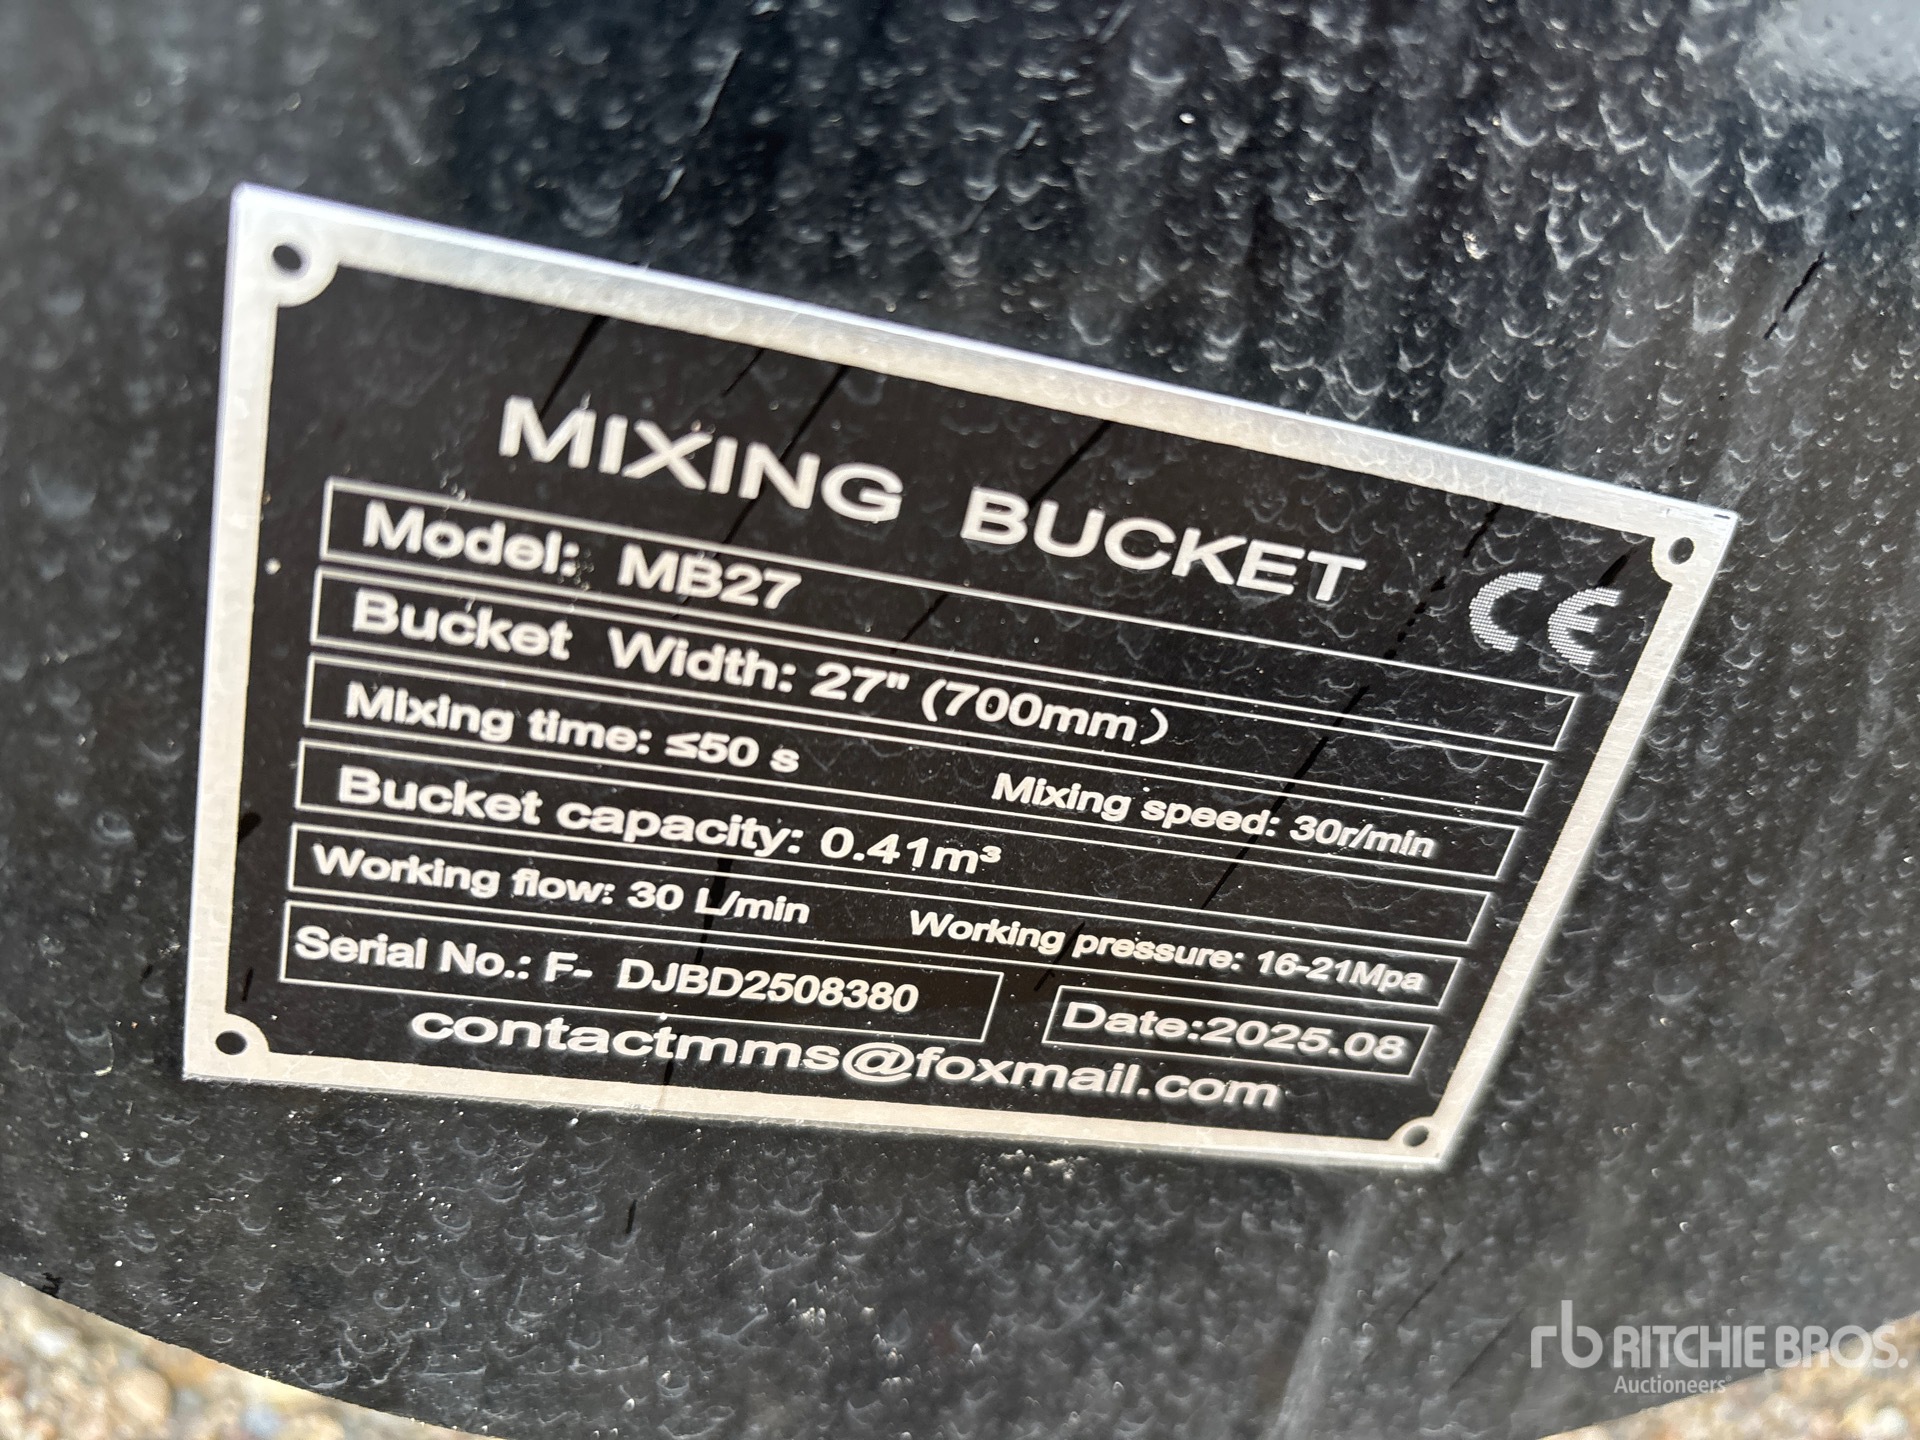 MIXING BUCKET
CE
Model: MB27
Bucket Width: 27" (700mm)
Mixing time: ≤50 s Mixing speed: 30r/min
Bucket capacity: 0.41m³
Working flow: 30 L/min Working pressure: 16-21Mpa
Serial No.: F- DJBD2508380 Date:2025.08
contactmms@foxmail.com
rb RITCHIE BROS.
Auctioneers